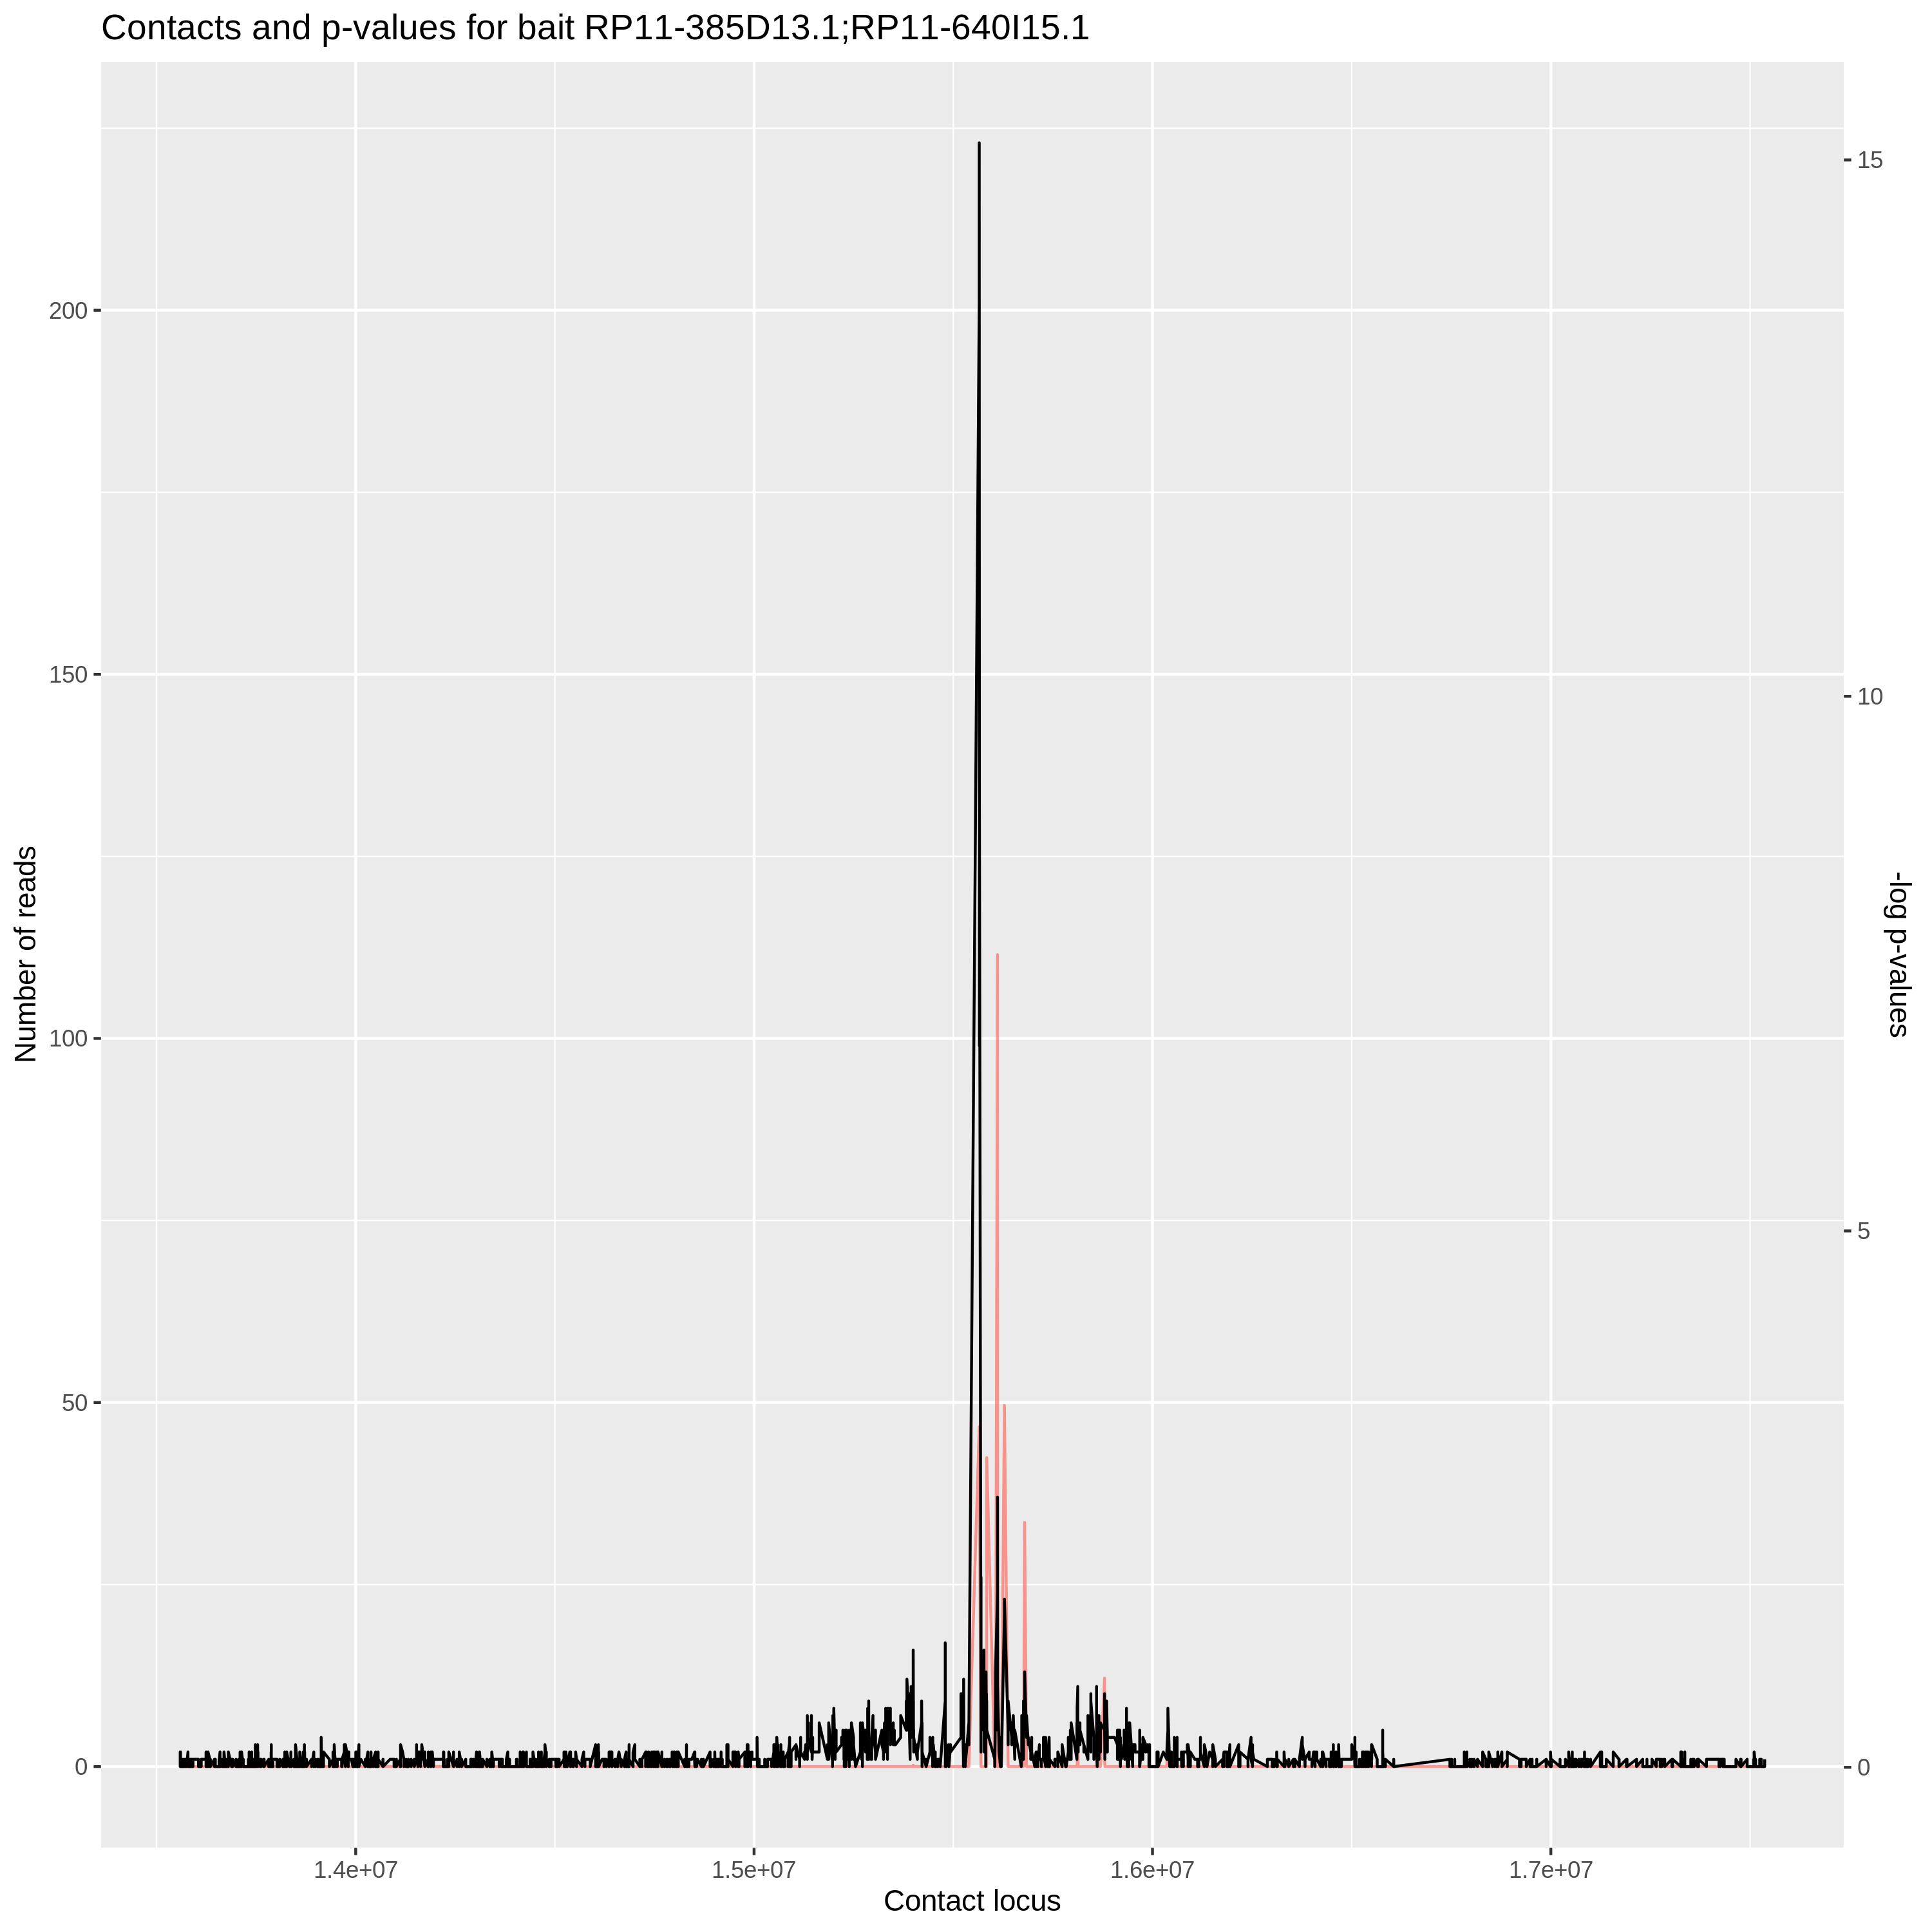 Contacts and p-values for bait RP11-385D13.1;RP11-640I15.1
Number of reads
200
150
100
50
0
15
10
5
0
-log p-values
1.4e+07
1.5e+07
1.6e+07
1.7e+07
Contact locus